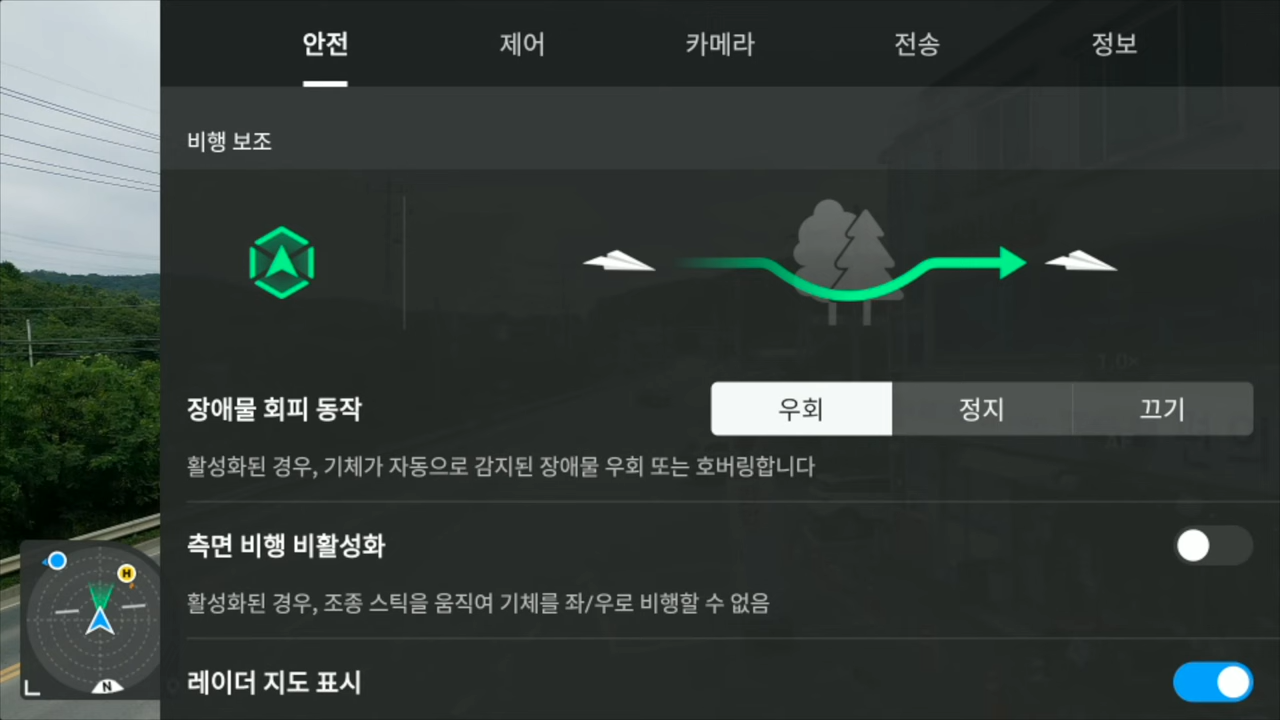 안전
제어
카메라
전송
정보
비행 보조
장애물 회피 동작
우회
정지
끄기
활성화된 경우, 기체가 자동으로 감지된 장애물 우회 또는 호버링합니다
측면 비행 비활성화
활성화된 경우, 조종 스틱을 움직여 기체를 좌/우로 비행할 수 없음
H
N
L
레이더 지도 표시